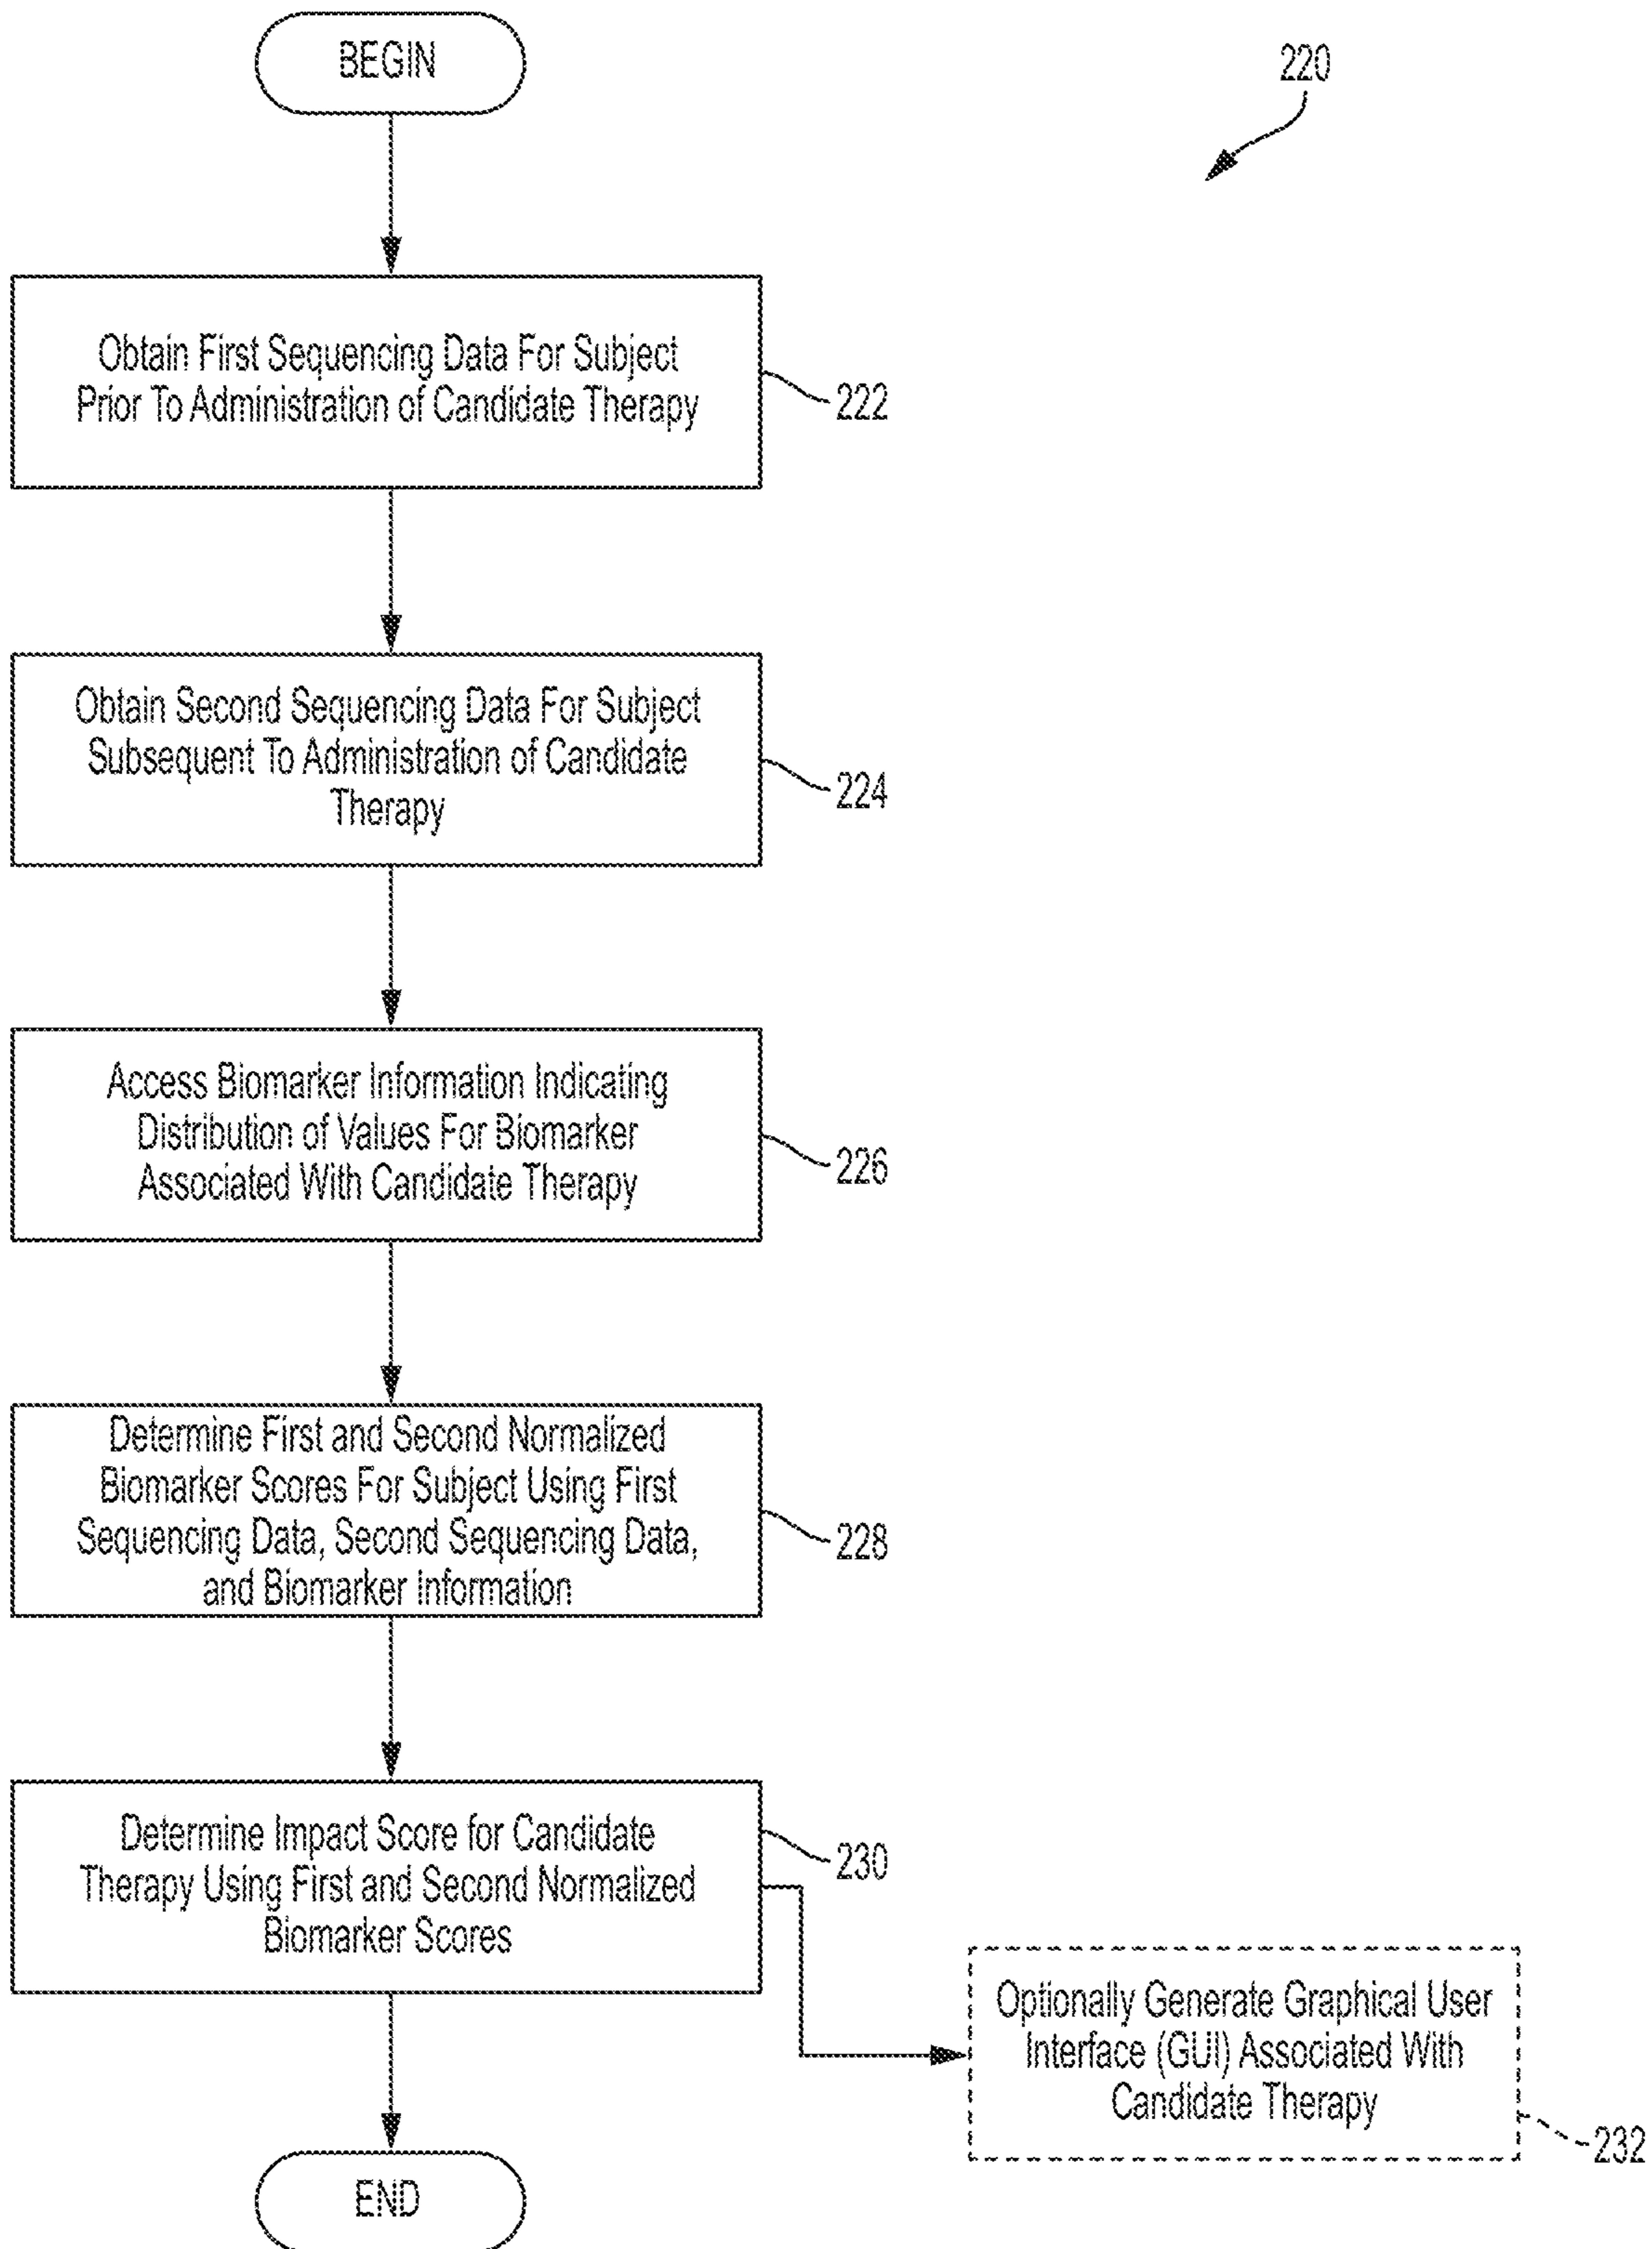 BEGIN
220
Obtain First Sequencing Data For Subject
Prior To Administration of Candidate Therapy
222
Obtain Second Sequencing Data For Subject
Subsequent To Administration of Candidate
Therapy
224
Access Biomarker Information Indicating
Distribution of Values For Biomarker
Associated With Candidate Therapy
226
Determine First and Second Normalized
Biomarker Scores For Subject Using First
Sequencing Data, Second Sequencing Data,
and Biomarker Information
228
Determine Impact Score for Candidate
Therapy Using First and Second Normalized
Biomarker Scores
230
Optionally Generate Graphical User
Interface (GUI) Associated With
Candidate Therapy
232
END